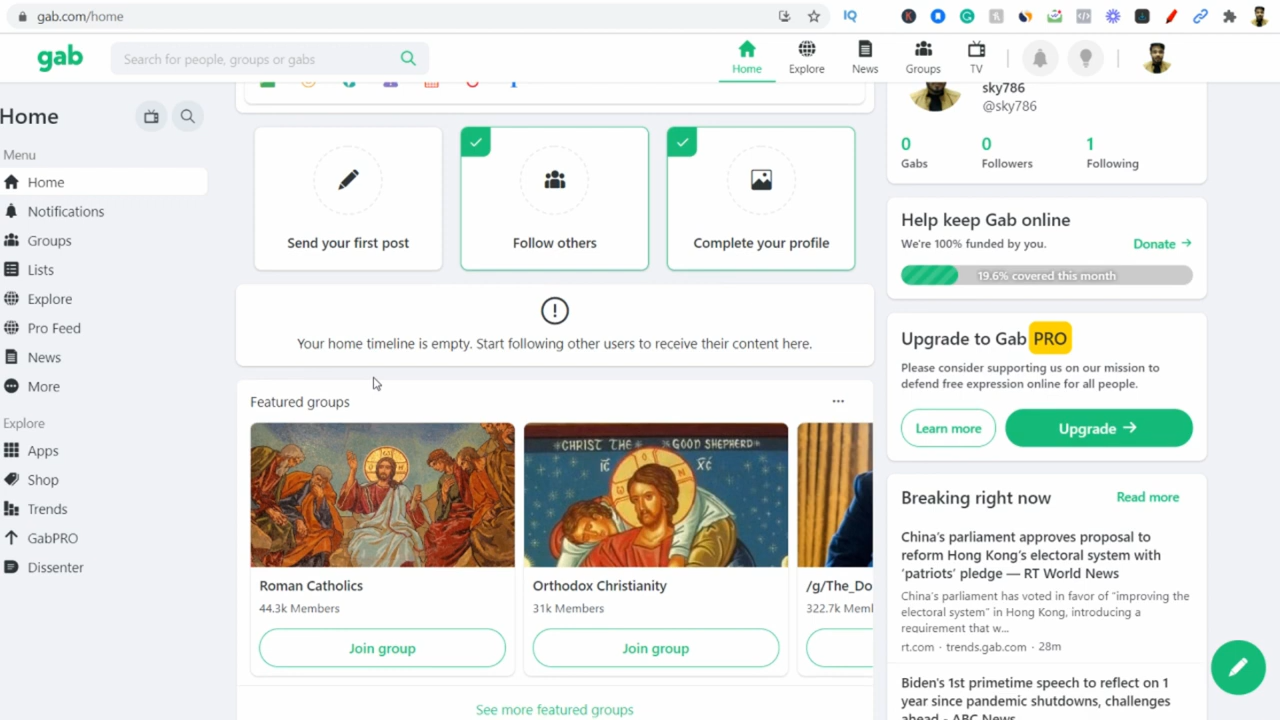 gab.com/home
IQ
gab
Search for people, groups or gabs
Home
Explore
News
Groups
TV
Home
Menu
Home
Notifications
Groups
Lists
Explore
Pro Feed
News
More
Explore
Apps
Shop
Trends
GabPRO
Dissenter
Send your first post
Follow others
Complete your profile
Your home timeline is empty. Start following other users to receive their content here.
Featured groups
CHRIST THE GOOD SHEPHERD
Roman Catholics
44.3k Members
Join group
Orthodox Christianity
31k Members
Join group
/g/The_Do
322.7k Memb
See more featured groups
sky786
@sky786
0
Gabs
0
Followers
1
Following
Help keep Gab online
We're 100% funded by you.
Donate →
19.6% covered this month
Upgrade to Gab PRO
Please consider supporting us on our mission to
defend free expression online for all people.
Learn more
Upgrade →
Breaking right now
Read more
China's parliament approves proposal to
reform Hong Kong's electoral system with
'patriots' pledge — RT World News
China's parliament has voted in favor of "improving the
electoral system" in Hong Kong, introducing a
requirement that w...
rt.com · trends.gab.com · 28m
Biden's 1st primetime speech to reflect on 1
year since pandemic shutdowns, challenges
ahead - ABC News